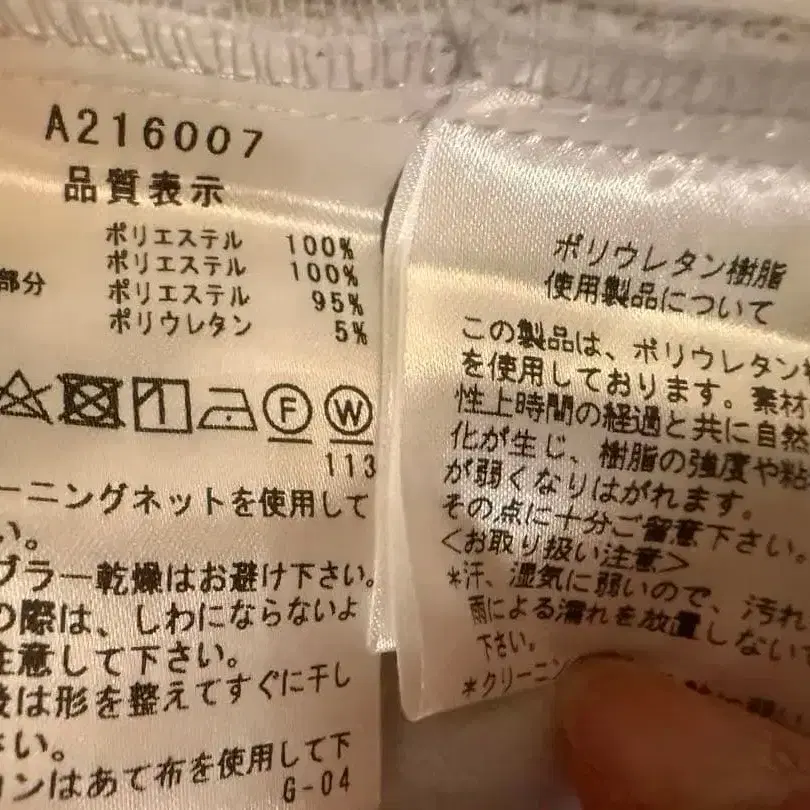 A216007
品質表示
ポリエステル 100%
ポリエステル 100%
部分 ポリエステル 95%
ポリウレタン 5%
F W
113
ーニングネットを使用して
い。
ブラー乾燥はお避け下さい。
の際は、しわにならないよ
注意して下さい。
後は形を整えてすぐに干し
さい。
ンはあて布を使用して下
G-04
ポリウレタン樹脂
使用製品について
この製品は、ポリウレタン
を使用しております。素材
性上時間の経過と共に自然
化が生じ、樹脂の強度や粘
が弱くなりはがれます。
その点に十分ご留意下さい。
<お取り扱い注意>
*汗、湿気に弱いので、汚れ
雨による濡れを放置しないで
下さい。
*クリーニン